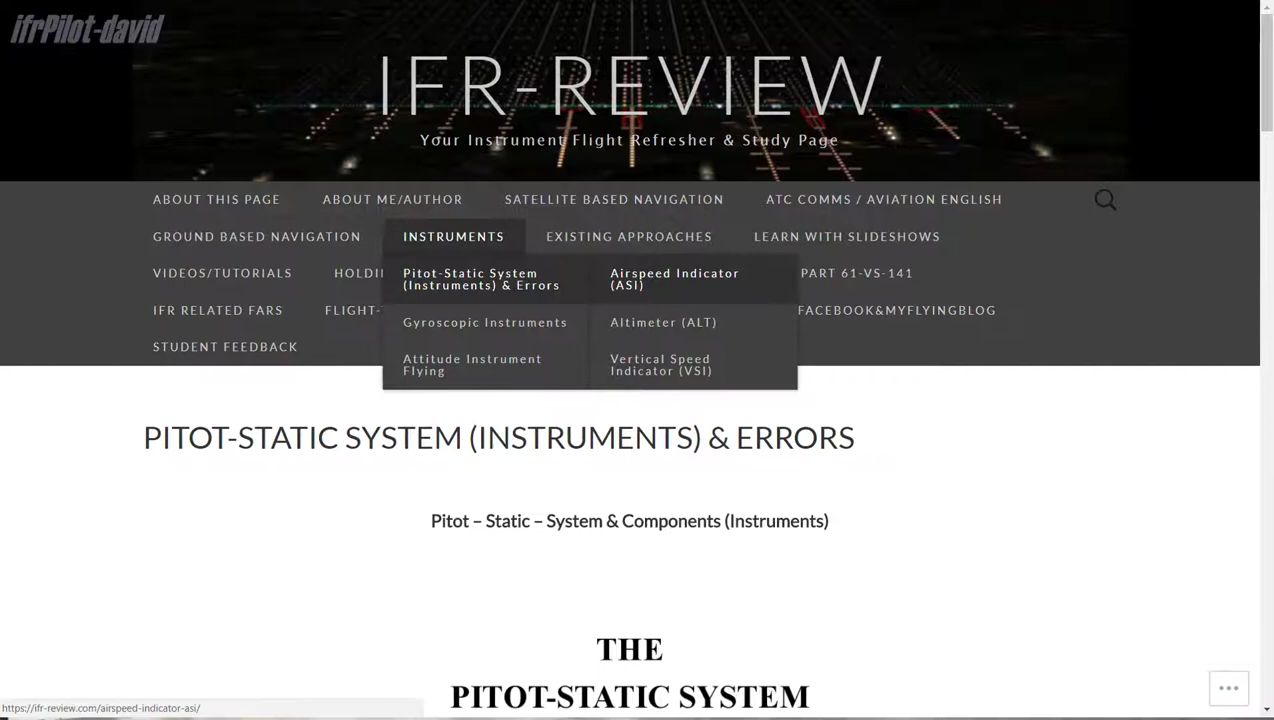 ifrPilot-david
IFR-REVIEW
Your Instrument Flight Refresher & Study Page
ABOUT THIS PAGE
ABOUT ME/AUTHOR
SATELLITE BASED NAVIGATION
ATC COMMS / AVIATION ENGLISH
GROUND BASED NAVIGATION
INSTRUMENTS
EXISTING APPROACHES
LEARN WITH SLIDESHOWS
VIDEOS/TUTORIALS
HOLDI
Pitot-Static System
(Instruments) & Errors
Airspeed Indicator
(ASI)
PART 61-VS-141
IFR RELATED FARS
FLIGHT-
Gyroscopic Instruments
Altimeter (ALT)
FACEBOOK&MYFLYINGBLOG
STUDENT FEEDBACK
Attitude Instrument
Flying
Vertical Speed
Indicator (VSI)
PITOT-STATIC SYSTEM (INSTRUMENTS) & ERRORS
Pitot – Static – System & Components (Instruments)
THE
PITOT-STATIC SYSTEM
https://ifr-review.com/airspeed-indicator-asi/